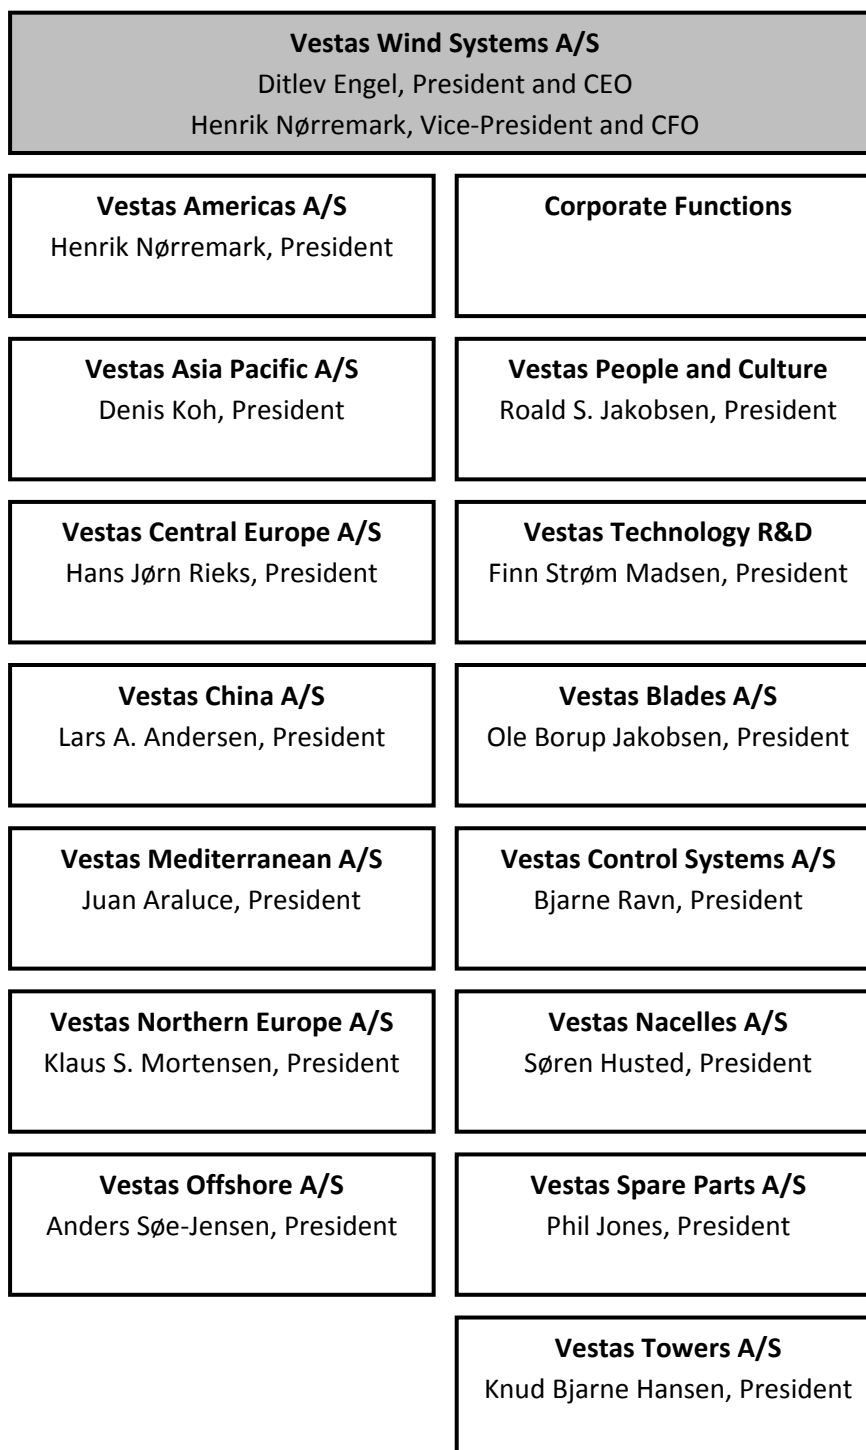 Vestas Wind Systems A/S
Ditlev Engel, President and CEO
Henrik Nørremark, Vice-President and CFO
Vestas Americas A/S
Henrik Nørremark, President
Corporate Functions
Vestas Asia Pacific A/S
Denis Koh, President
Vestas People and Culture
Roald S. Jakobsen, President
Vestas Central Europe A/S
Hans Jørn Rieks, President
Vestas Technology R&D
Finn Strøm Madsen, President
Vestas China A/S
Lars A. Andersen, President
Vestas Blades A/S
Ole Borup Jakobsen, President
Vestas Mediterranean A/S
Juan Araluce, President
Vestas Control Systems A/S
Bjarne Ravn, President
Vestas Northern Europe A/S
Klaus S. Mortensen, President
Vestas Nacelles A/S
Søren Husted, President
Vestas Offshore A/S
Anders Søe-Jensen, President
Vestas Spare Parts A/S
Phil Jones, President
Vestas Towers A/S
Knud Bjarne Hansen, President